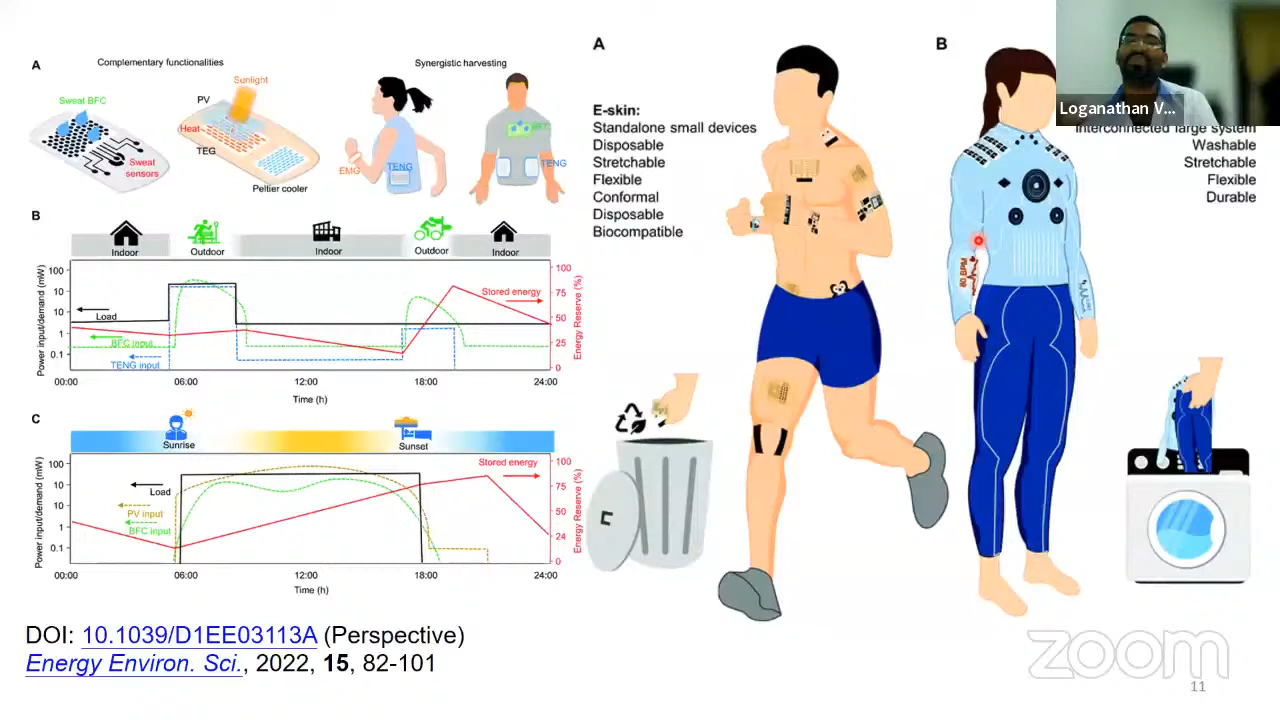 A
Complementary functionalities
Synergistic harvesting
Sweat BFC
Sweat
sensors
Sunlight
PV
Heat
TEG
Peltier cooler
EMG
TENG
BFC
TENG
B
Indoor
Outdoor
Indoor
Outdoor
Indoor
Power input/demand (mW)
100
10
1
0.1
Load
BFC input
TENG input
Stored energy
100
75
50
25
0
Energy Reserve (%)
00:00
06:00
12:00
18:00
24:00
Time (h)
C
Sunrise
Sunset
Power input/demand (mW)
100
10
1
0.1
Load
PV input
BFC input
Stored energy
100
75
50
24
0
Energy Reserve (%)
00:00
06:00
12:00
18:00
24:00
Time (h)
DOI: 10.1039/D1EE03113A (Perspective)
Energy Environ. Sci., 2022, 15, 82-101
A
E-skin:
Standalone small devices
Disposable
Stretchable
Flexible
Conformal
Disposable
Biocompatible
B
Interconnected large system
Washable
Stretchable
Flexible
Durable
80 BPM
Loganathan V...
zoom
11